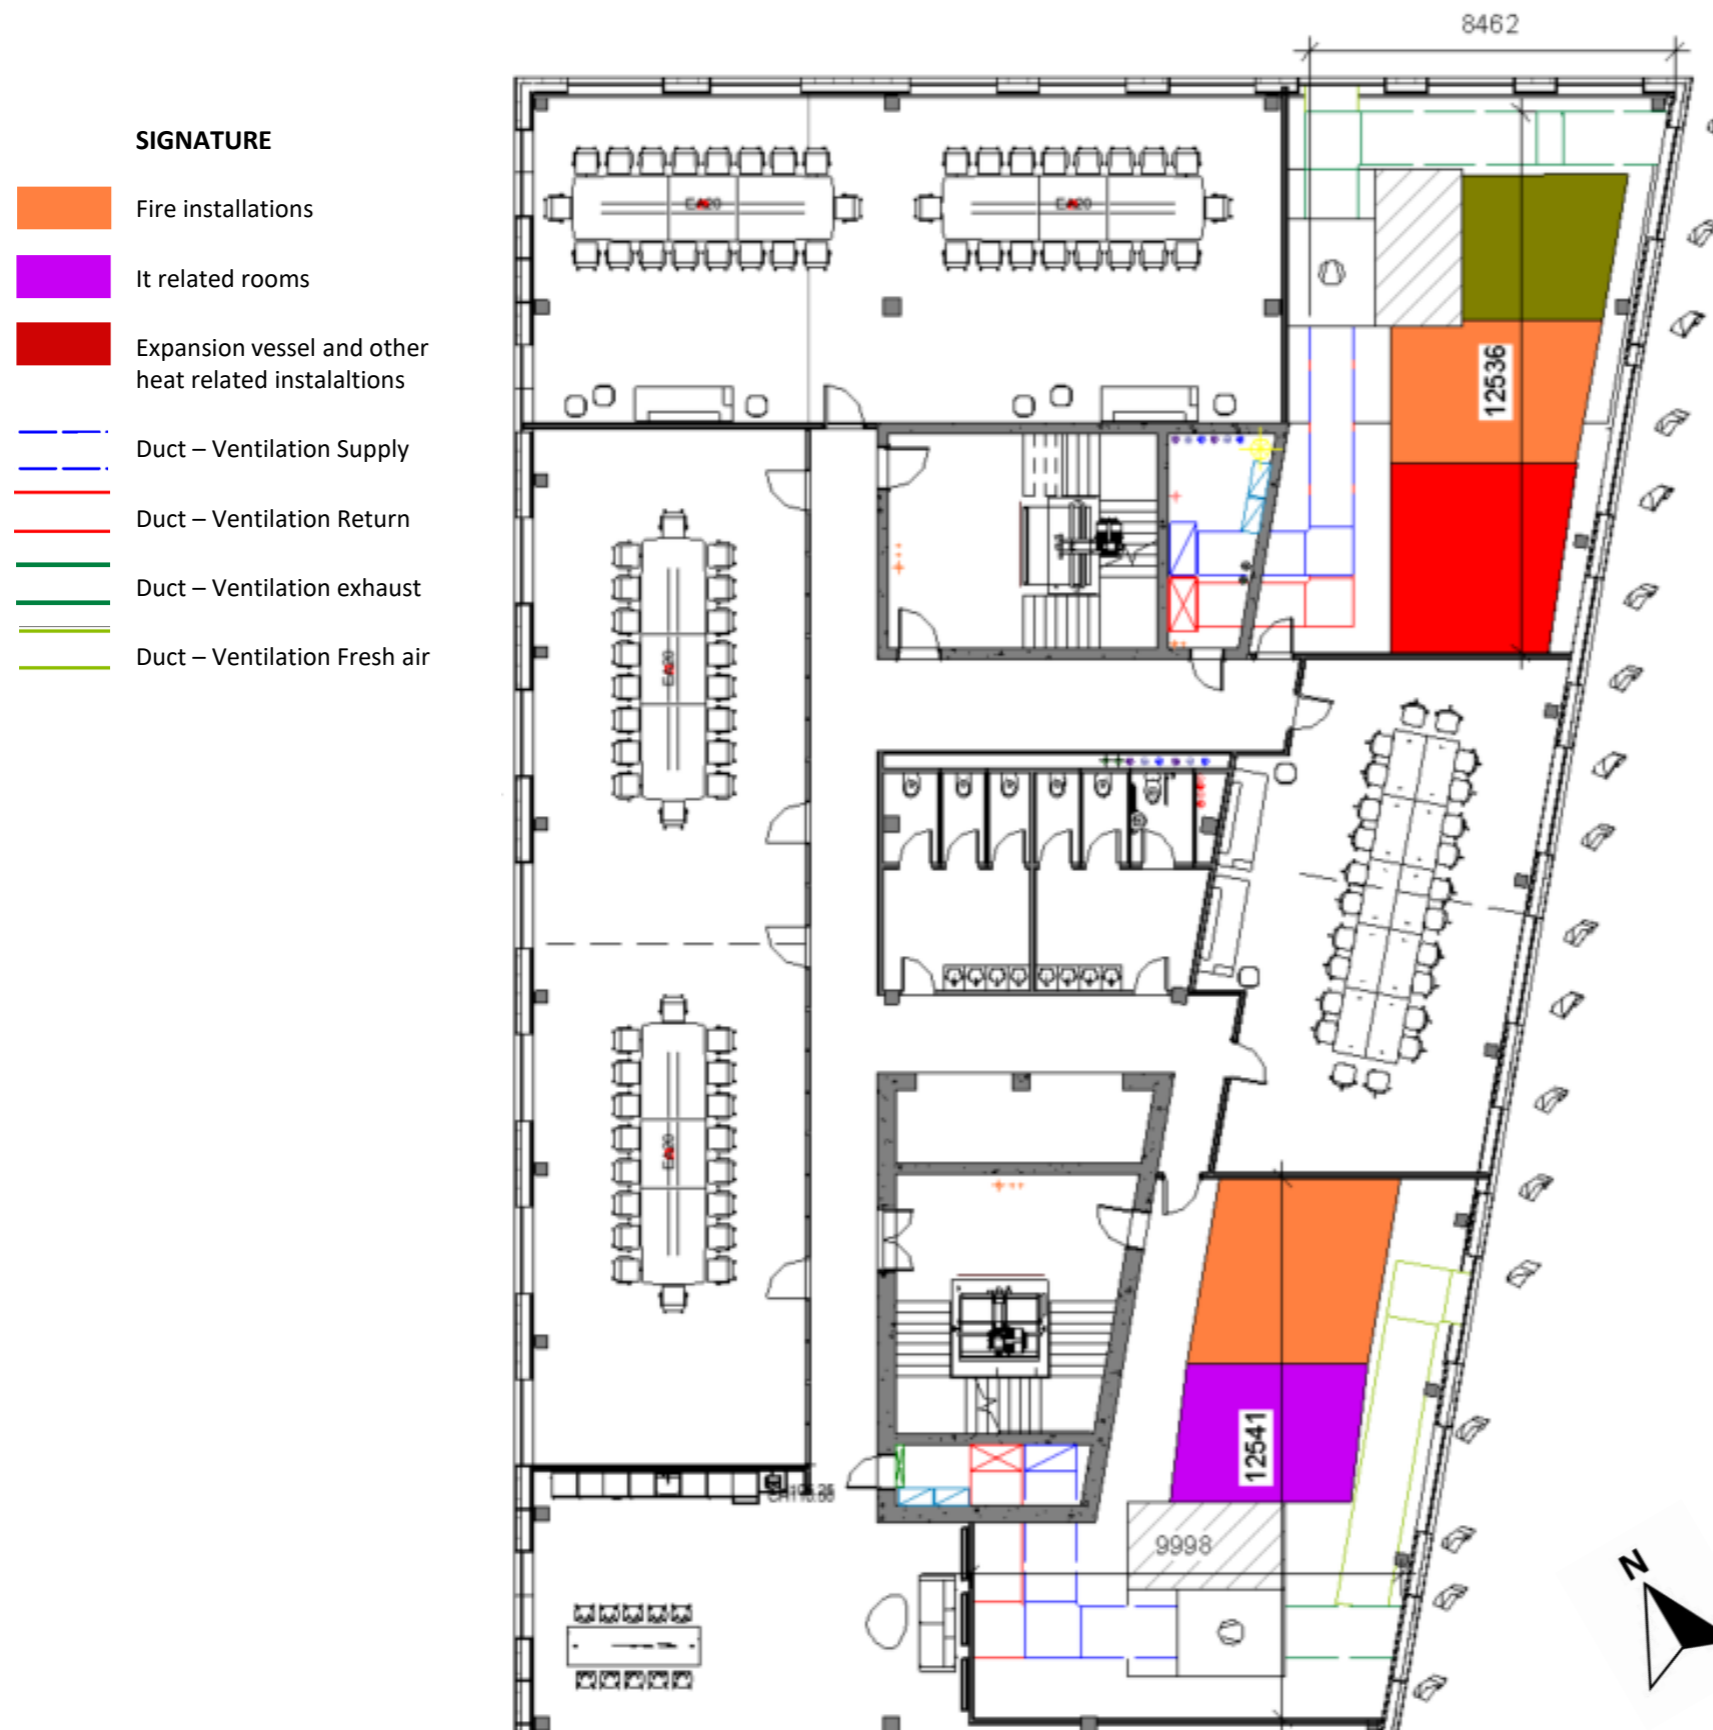 8462
SIGNATURE
Fire installations
It related rooms
Expansion vessel and other
heat related instalaltions
Duct – Ventilation Supply
Duct – Ventilation Return
Duct – Ventilation exhaust
Duct – Ventilation Fresh air
12536
12541
9998
N